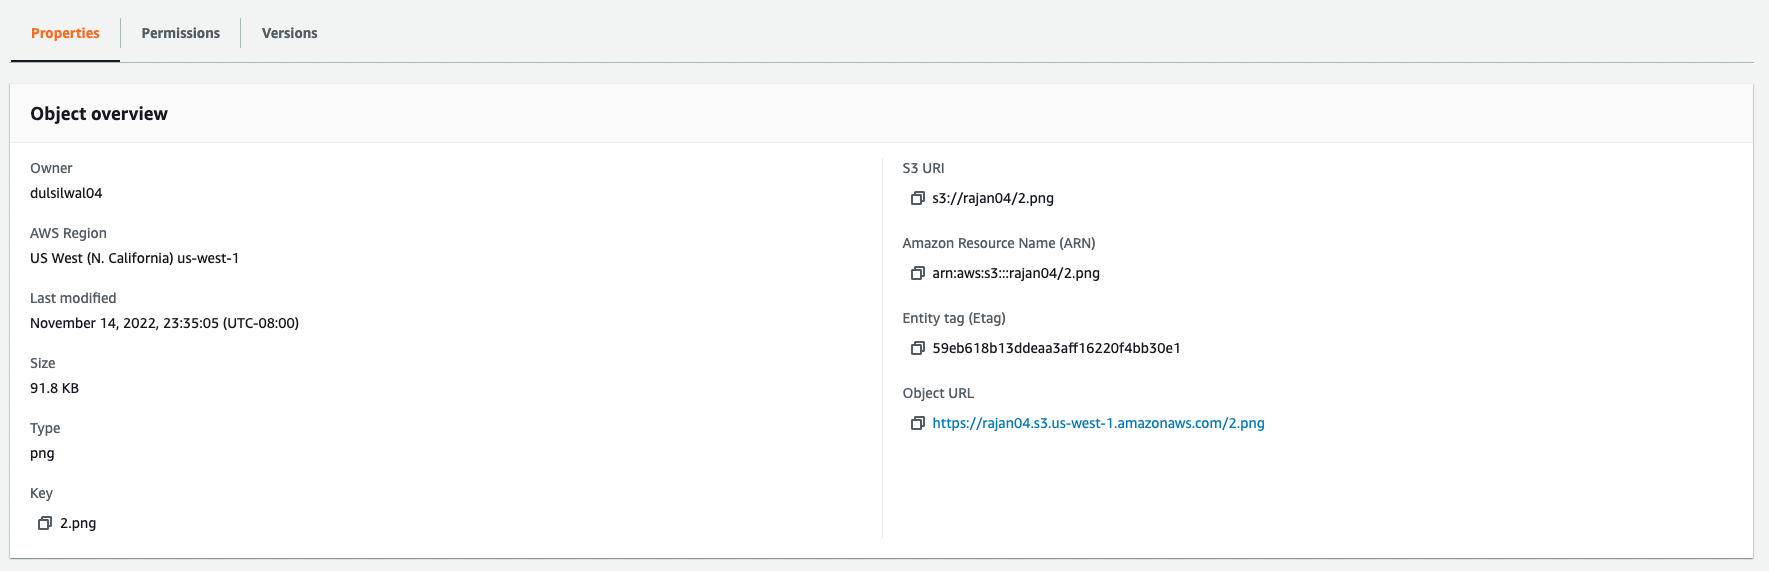 Properties
Permissions
Versions
Object overview
Owner
dulsilwal04
AWS Region
US West (N. California) us-west-1
Last modified
November 14, 2022, 23:35:05 (UTC-08:00)
Size
91.8 KB
Type
png
Key
2.png
S3 URI
s3://rajan04/2.png
Amazon Resource Name (ARN)
arn:aws:s3:::rajan04/2.png
Entity tag (Etag)
59eb618b13ddeaa3aff16220f4bb30e1
Object URL
https://rajan04.s3.us-west-1.amazonaws.com/2.png